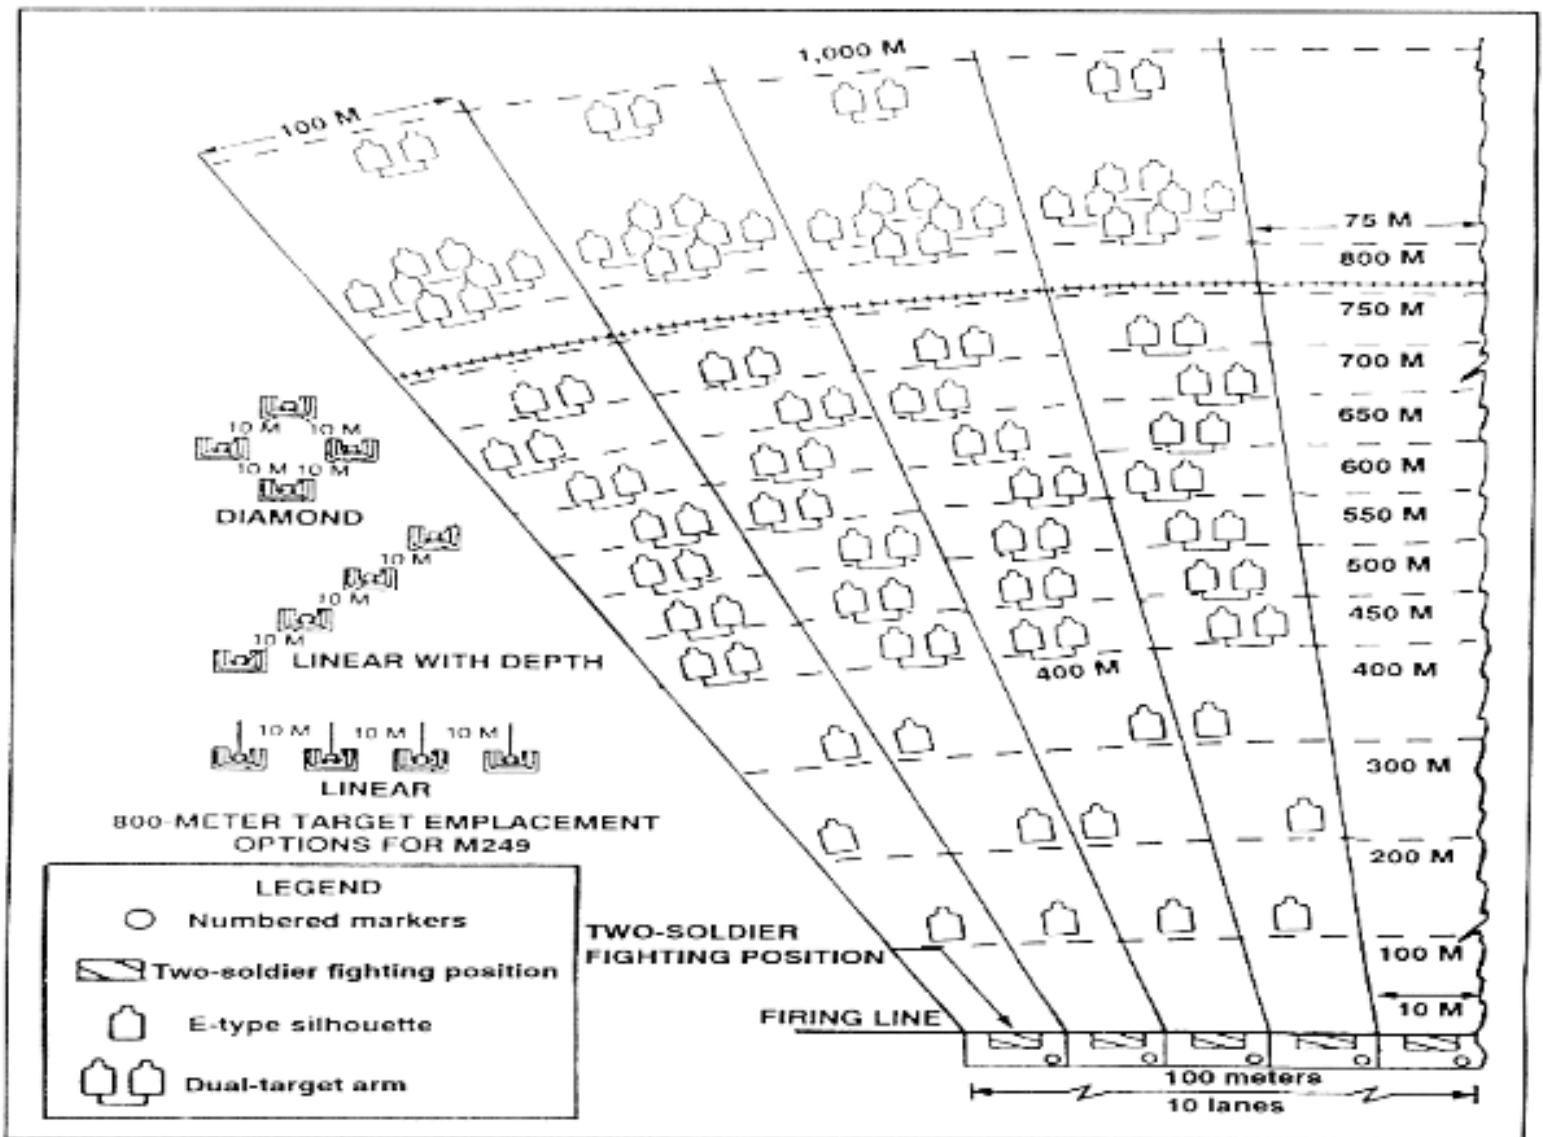 1,000 M
100 M
75 M
800 M
750 M
700 M
650 M
600 M
550 M
500 M
450 M
400 M
400 M
300 M
200 M
100 M
10 M
10 M 10 M
10 M 10 M
DIAMOND
10 M
10 M
10 M
LINEAR WITH DEPTH
10 M 10 M 10 M
LINEAR
800-METER TARGET EMPLACEMENT
OPTIONS FOR M249
LEGEND
Numbered markers
Two-soldier fighting position
E-type silhouette
Dual-target arm
TWO-SOLDIER
FIGHTING POSITION
FIRING LINE
100 meters
10 lanes